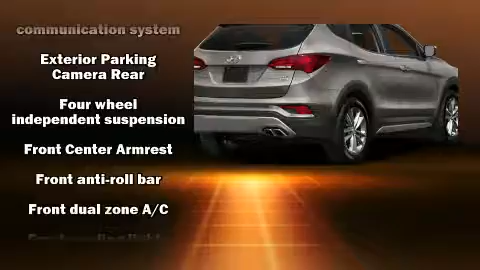 communication system
Exterior Parking
Camera Rear
Four wheel
independent suspension
Front Center Armrest
Front anti-roll bar
Front dual zone A/C